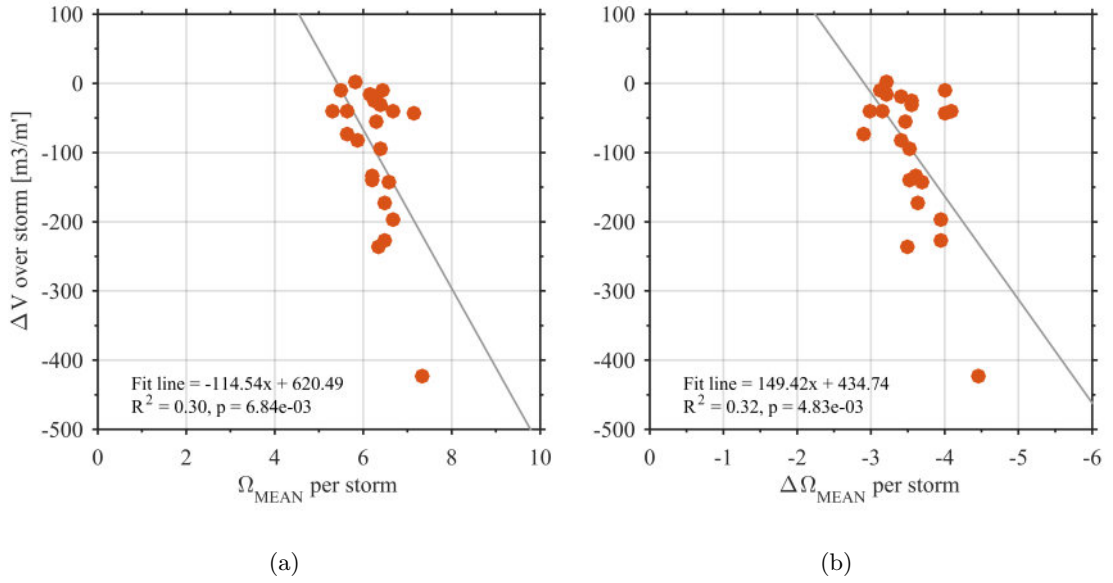 100
0
-100
-200
-300
-400
-500
ΔV over storm [m3/m']
Fit line = -114.54x + 620.49
R² = 0.30, p = 6.84e-03
0 2 4 6 8 10
Ω_MEAN per storm
(a)
100
0
-100
-200
-300
-400
-500
Fit line = 149.42x + 434.74
R² = 0.32, p = 4.83e-03
0 -1 -2 -3 -4 -5 -6
ΔΩ_MEAN per storm
(b)